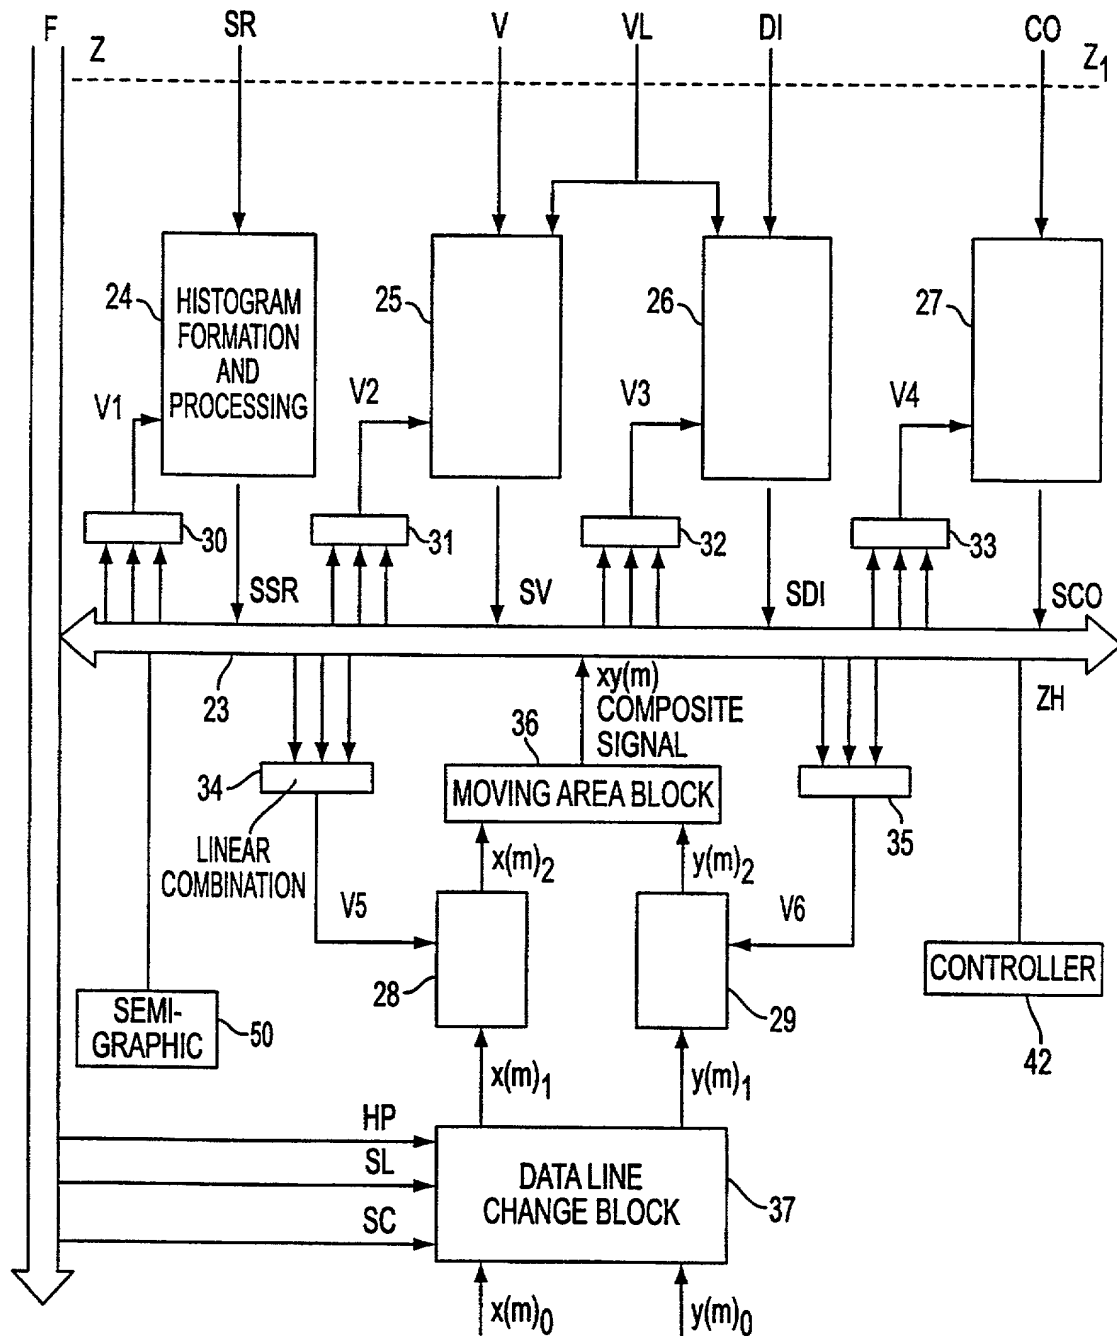 F
Z
SR
V
VL
DI
CO
Z1
24
HISTOGRAM
FORMATION
AND
PROCESSING
25
26
27
V1
V2
V3
V4
30
31
32
33
SSR
SV
SDI
SCO
23
xy(m)
COMPOSITE
SIGNAL
ZH
34
36
MOVING AREA BLOCK
35
LINEAR
COMBINATION
x(m)2
y(m)2
V5
V6
28
29
CONTROLLER
42
SEMI-
GRAPHIC
50
x(m)1
y(m)1
HP
SL
SC
DATA LINE
CHANGE BLOCK
37
x(m)0
y(m)0